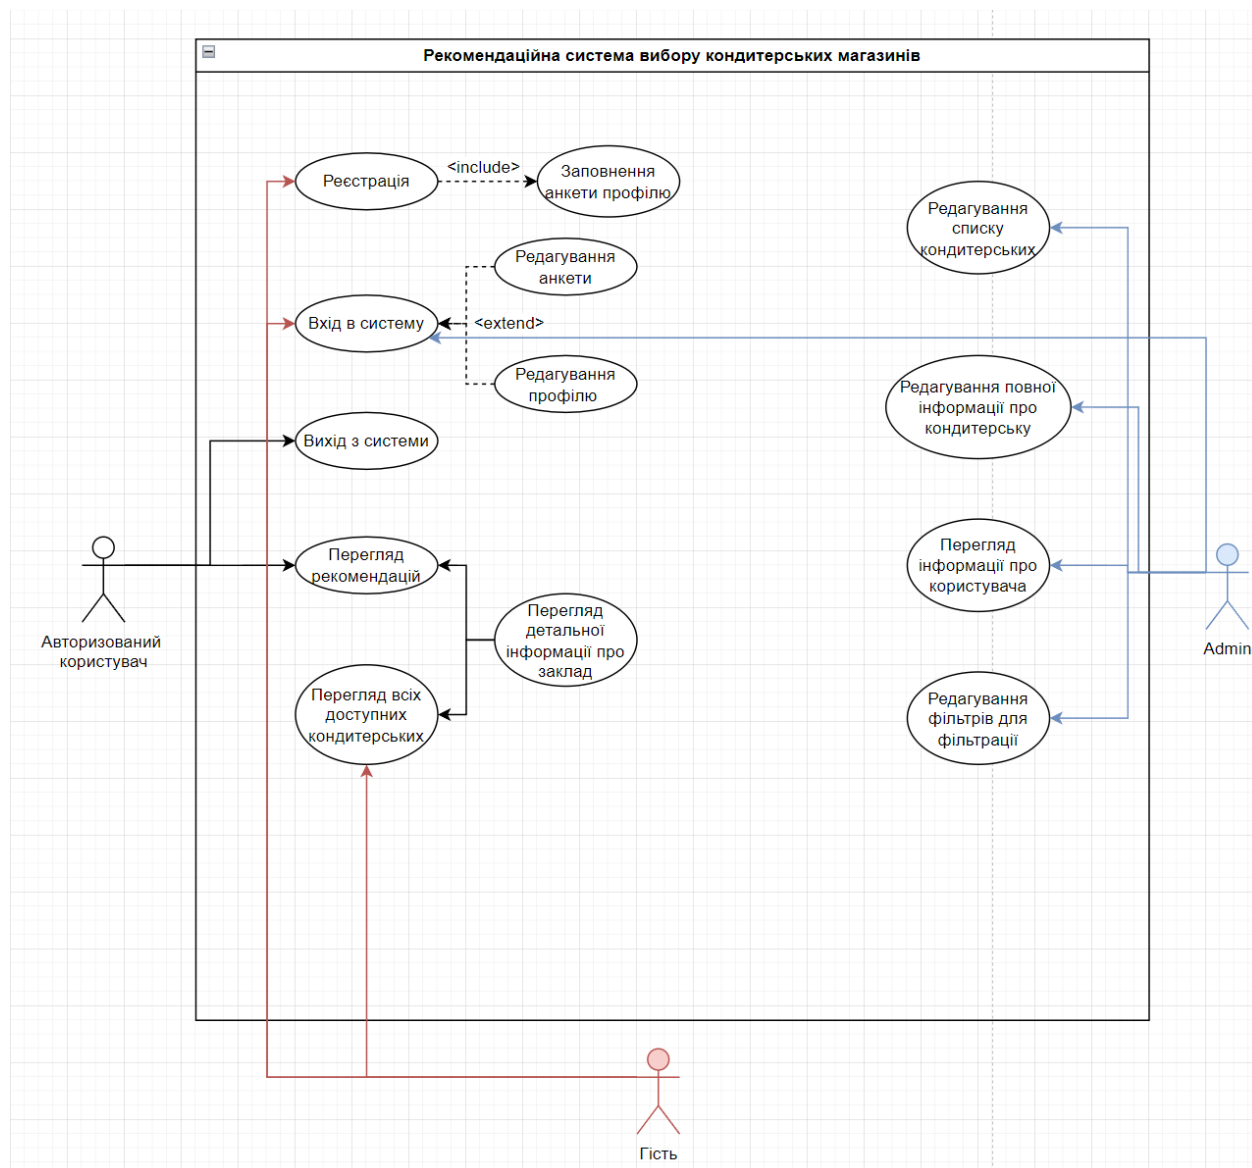 Рекомендаційна система вибору кондитерських магазинів
Реєстрація
<include>
Заповнення
анкети профілю
Редагування
списку
кондитерських
Редагування
анкети
Вхід в систему
<extend>
Редагування
профілю
Редагування повної
інформації про
кондитерську
Вихід з системи
Перегляд
рекомендацій
Перегляд
інформації про
користувача
Авторизований
користувач
Перегляд
детальної
інформації про
заклад
Admin
Перегляд всіх
доступних
кондитерських
Редагування
фільтрів для
фільтрації
Гість